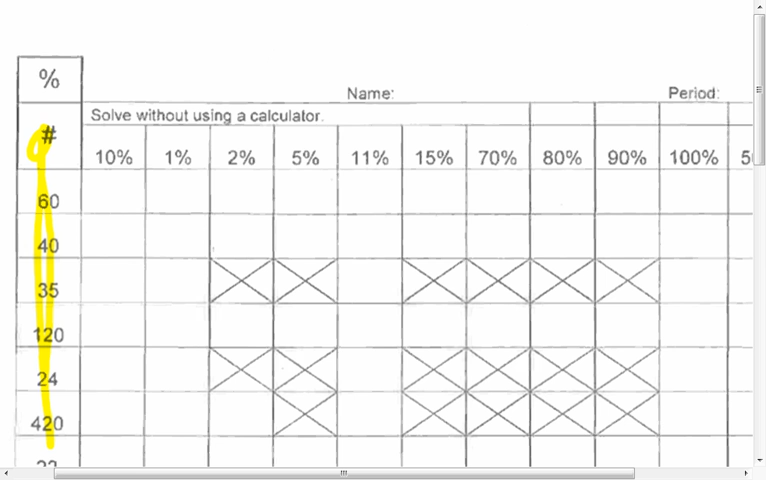 %
Name: Period:
Solve without using a calculator.
#
10% 1% 2% 5% 11% 15% 70% 80% 90% 100%
60
40
35
120
24
420